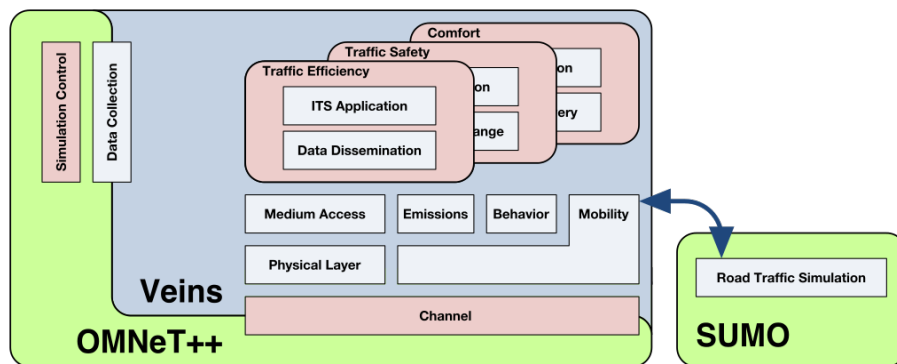 Comfort
Traffic Safety
Traffic Efficiency
ITS Application
Data Dissemination
Simulation Control
Data Collection
Medium Access
Emissions
Behavior
Mobility
Physical Layer
Road Traffic Simulation
Veins
Channel
OMNeT++
SUMO